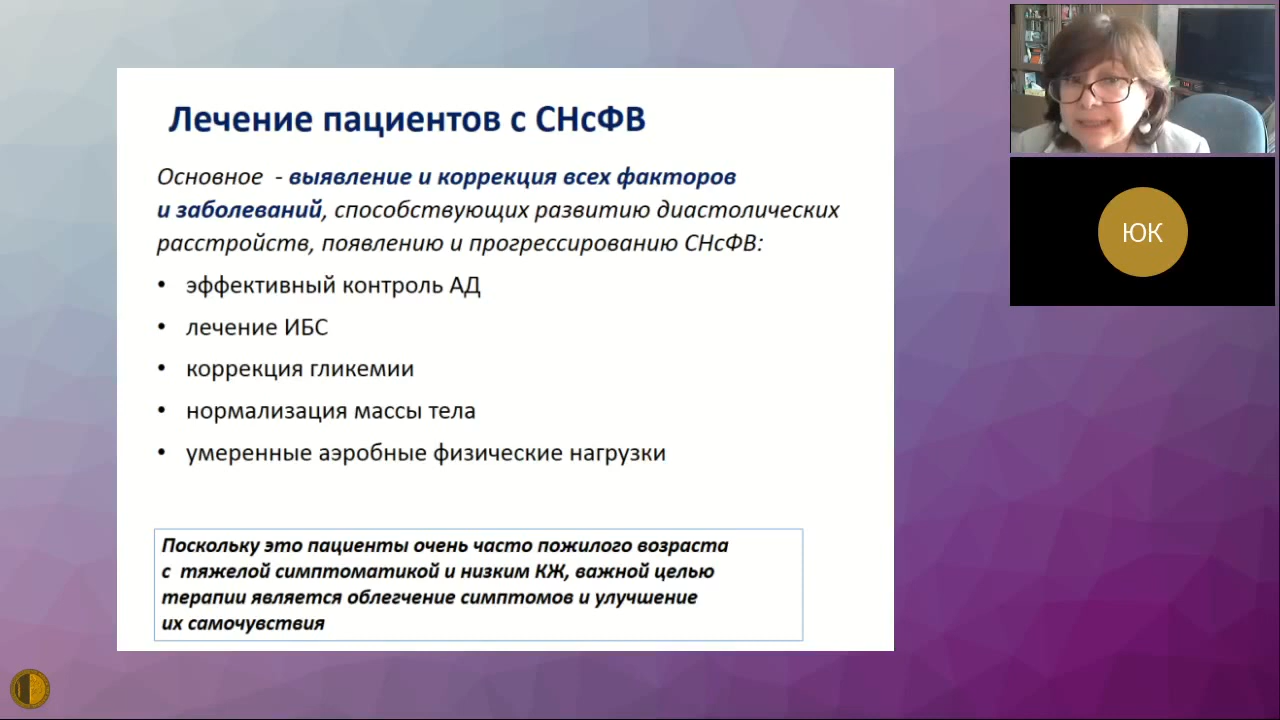 Лечение пациентов с СНсФВ
Основное - выявление и коррекция всех факторов
и заболеваний, способствующих развитию диастолических
расстройств, появлению и прогрессированию СНсФВ:
• эффективный контроль АД
• лечение ИБС
• коррекция гликемии
• нормализация массы тела
• умеренные аэробные физические нагрузки
Поскольку это пациенты очень часто пожилого возраста
с тяжелой симптоматикой и низким КЖ, важной целью
терапии является облегчение симптомов и улучшение
их самочувствия
ЮК